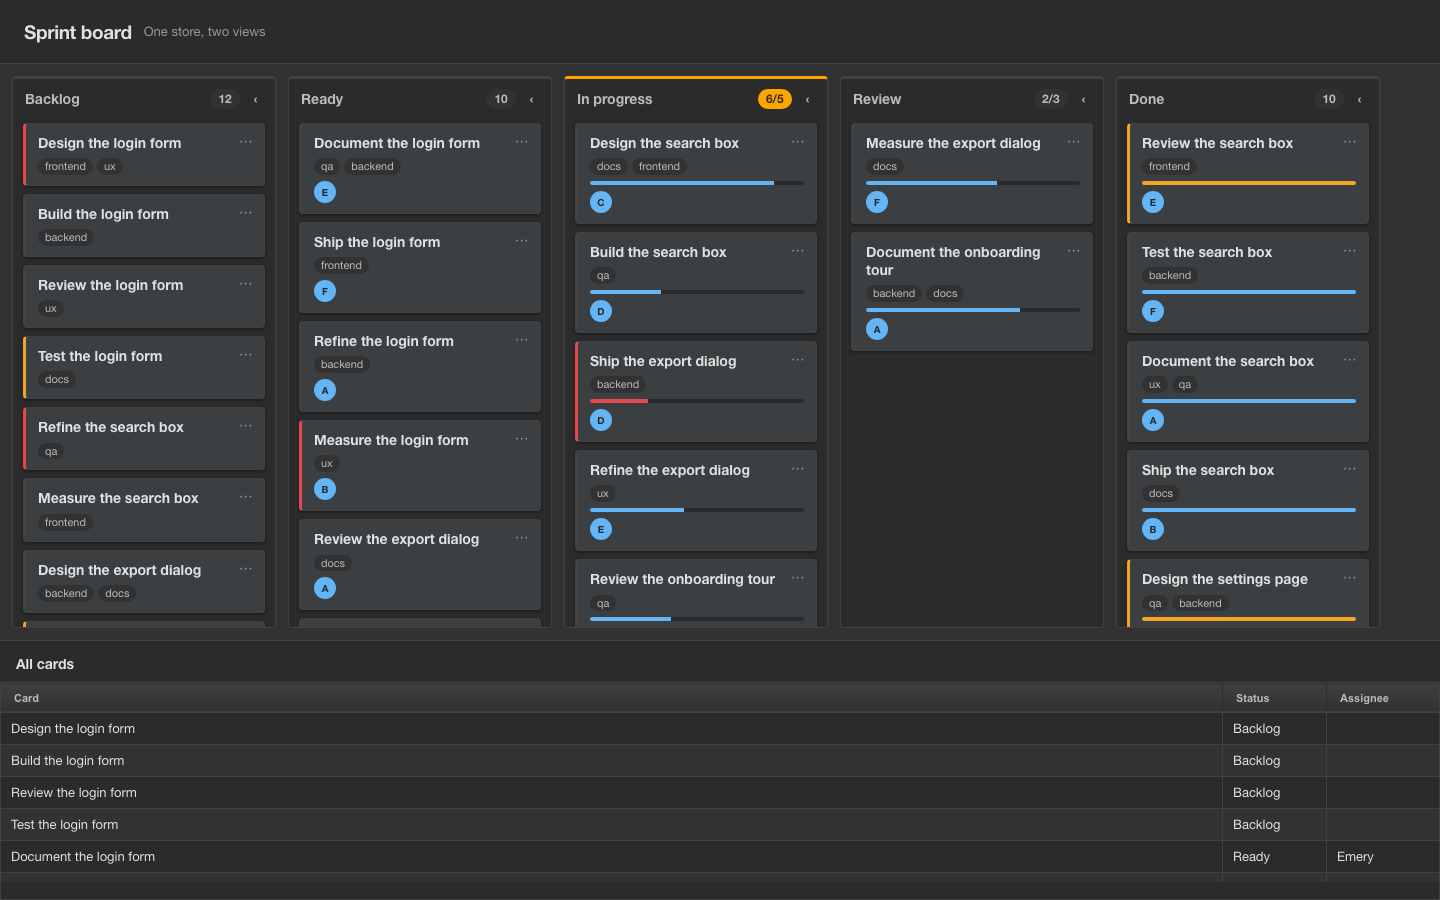 Sprint board One store, two views
Backlog 12 ‹
Design the login form ...
frontend ux
Build the login form ...
backend
Review the login form ...
ux
Test the login form ...
docs
Refine the search box ...
qa
Measure the search box ...
frontend
Design the export dialog ...
backend docs
Ready 10 ‹
Document the login form ...
qa backend
E
Ship the login form ...
frontend
F
Refine the login form ...
backend
A
Measure the login form ...
ux
B
Review the export dialog ...
docs
A
In progress 6/5 ‹
Design the search box ...
docs frontend
C
Build the search box ...
qa
D
Ship the export dialog ...
backend
D
Refine the export dialog ...
ux
E
Review the onboarding tour ...
qa
Review 2/3 ‹
Measure the export dialog ...
docs
F
Document the onboarding ...
tour
backend docs
A
Done 10 ‹
Review the search box ...
frontend
E
Test the search box ...
backend
F
Document the search box ...
ux qa
A
Ship the search box ...
docs
B
Design the settings page ...
qa backend
All cards
Card Status Assignee
Design the login form Backlog
Build the login form Backlog
Review the login form Backlog
Test the login form Backlog
Document the login form Ready Emery